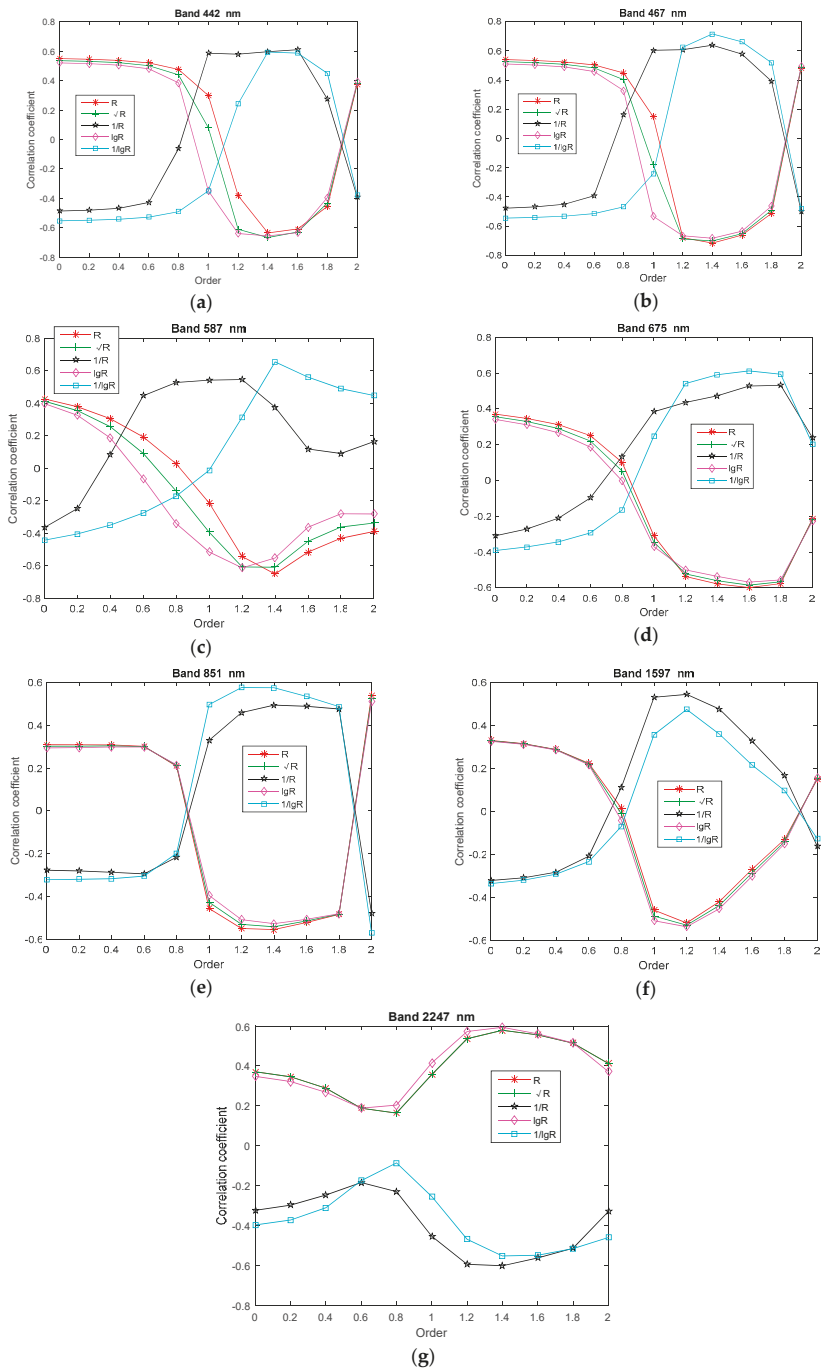 Band 442 nm
Correlation coefficient
0.8
0.6
0.4
0.2
0
-0.2
-0.4
-0.6
-0.8
R
√R
1/R
lgR
1/lgR
0 0.2 0.4 0.6 0.8 1 1.2 1.4 1.6 1.8 2
Order
(a)
Band 467 nm
Correlation coefficient
0.8
0.6
0.4
0.2
0
-0.2
-0.4
-0.6
-0.8
R
√R
1/R
lgR
1/lgR
0 0.2 0.4 0.6 0.8 1 1.2 1.4 1.6 1.8 2
Order
(b)
Band 587 nm
Correlation coefficient
0.8
0.6
0.4
0.2
0
-0.2
-0.4
-0.6
-0.8
R
√R
1/R
lgR
1/lgR
0 0.2 0.4 0.6 0.8 1 1.2 1.4 1.6 1.8 2
Order
(c)
Band 675 nm
Correlation coefficient
0.8
0.6
0.4
0.2
0
-0.2
-0.4
-0.6
R
√R
1/R
lgR
1/lgR
0 0.2 0.4 0.6 0.8 1 1.2 1.4 1.6 1.8 2
Order
(d)
Band 851 nm
Correlation coefficient
0.6
0.4
0.2
0
-0.2
-0.4
-0.6
R
√R
1/R
lgR
1/lgR
0 0.2 0.4 0.6 0.8 1 1.2 1.4 1.6 1.8 2
Order
(e)
Band 1597 nm
Correlation coefficient
0.6
0.4
0.2
0
-0.2
-0.4
-0.6
R
√R
1/R
lgR
1/lgR
0 0.2 0.4 0.6 0.8 1 1.2 1.4 1.6 1.8 2
Order
(f)
Band 2247 nm
Correlation coefficient
0.6
0.4
0.2
0
-0.2
-0.4
-0.6
-0.8
R
√R
1/R
lgR
1/lgR
0 0.2 0.4 0.6 0.8 1 1.2 1.4 1.6 1.8 2
Order
(g)